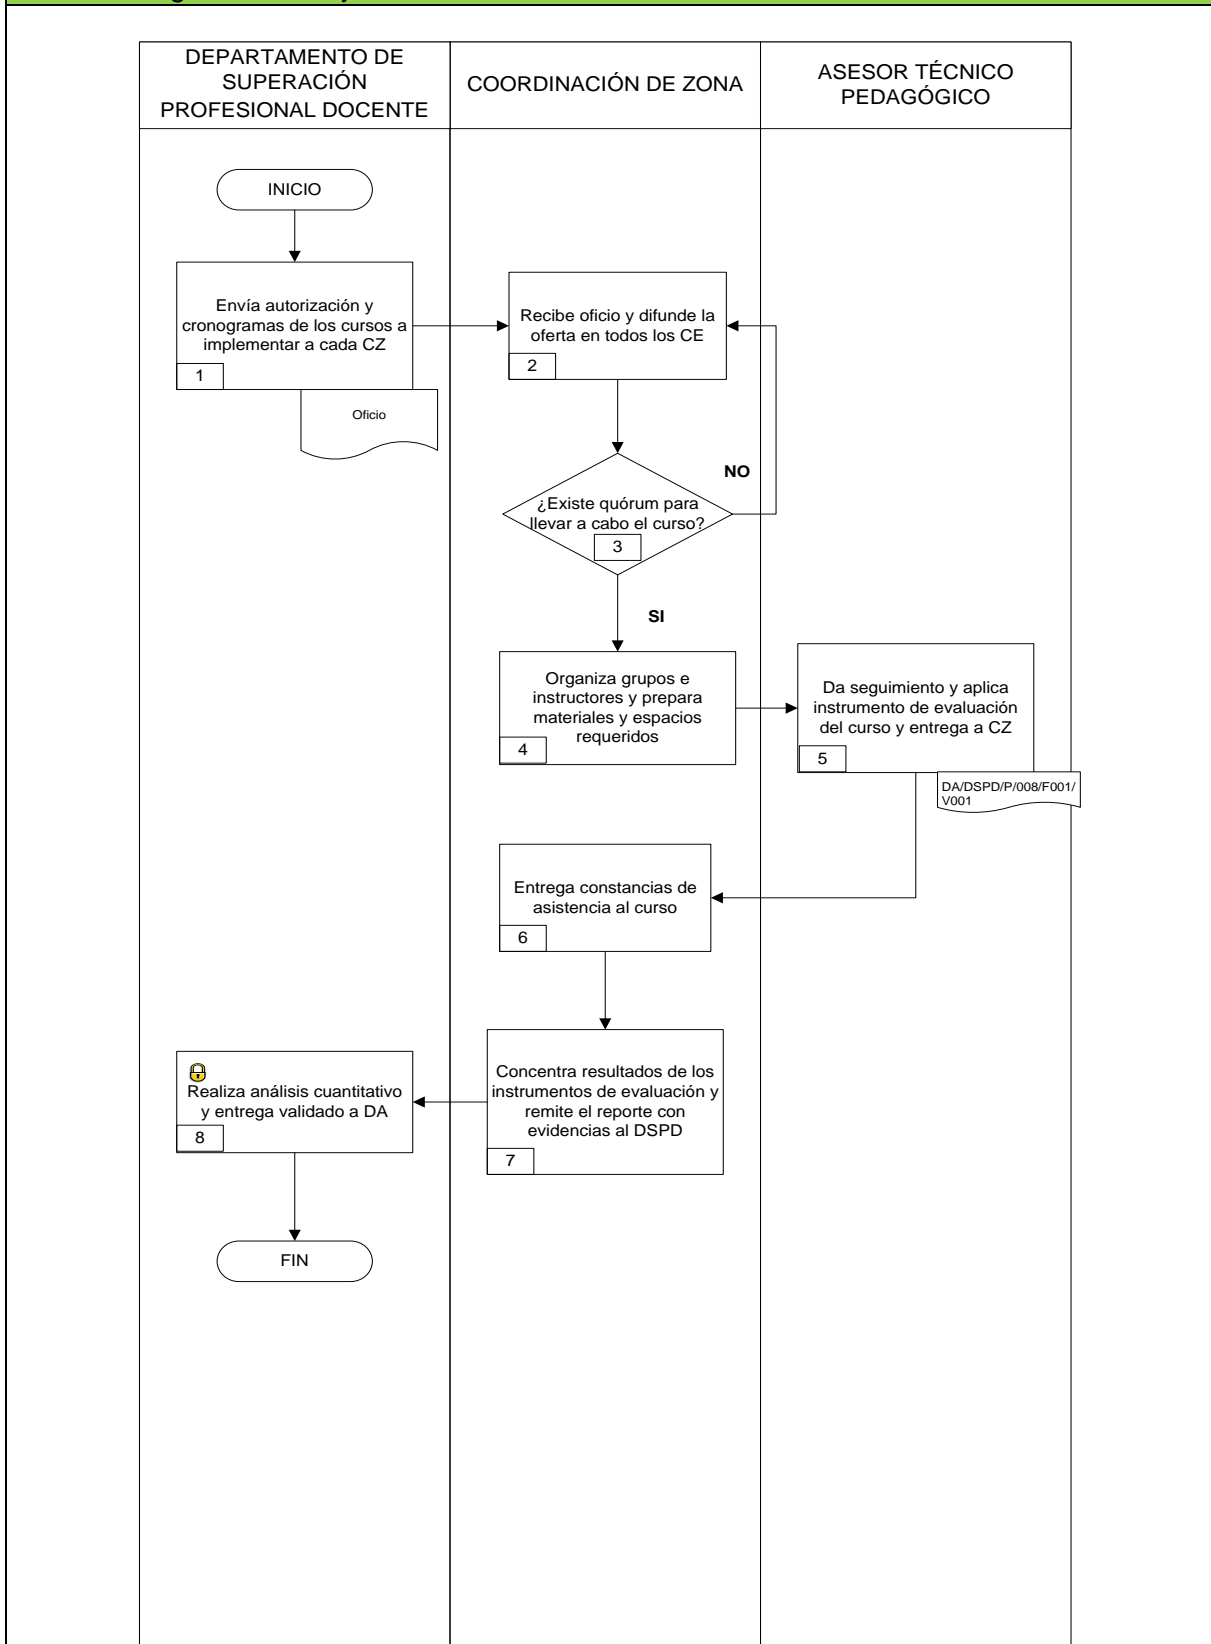 DEPARTAMENTO DE
SUPERACIÓN
PROFESIONAL DOCENTE
COORDINACIÓN DE ZONA
ASESOR TÉCNICO
PEDAGÓGICO
INICIO
Envía autorización y
cronogramas de los cursos a
implementar a cada CZ
1
Oficio
Recibe oficio y difunde la
oferta en todos los CE
2
NO
¿Existe quórum para
llevar a cabo el curso?
3
SI
Organiza grupos e
instructores y prepara
materiales y espacios
requeridos
4
Da seguimiento y aplica
instrumento de evaluación
del curso y entrega a CZ
5
DA/DSPD/P/008/F001/
V001
Entrega constancias de
asistencia al curso
6
Concentra resultados de los
instrumentos de evaluación y
remite el reporte con
evidencias al DSPD
7
Realiza análisis cuantitativo
y entrega validado a DA
8
FIN